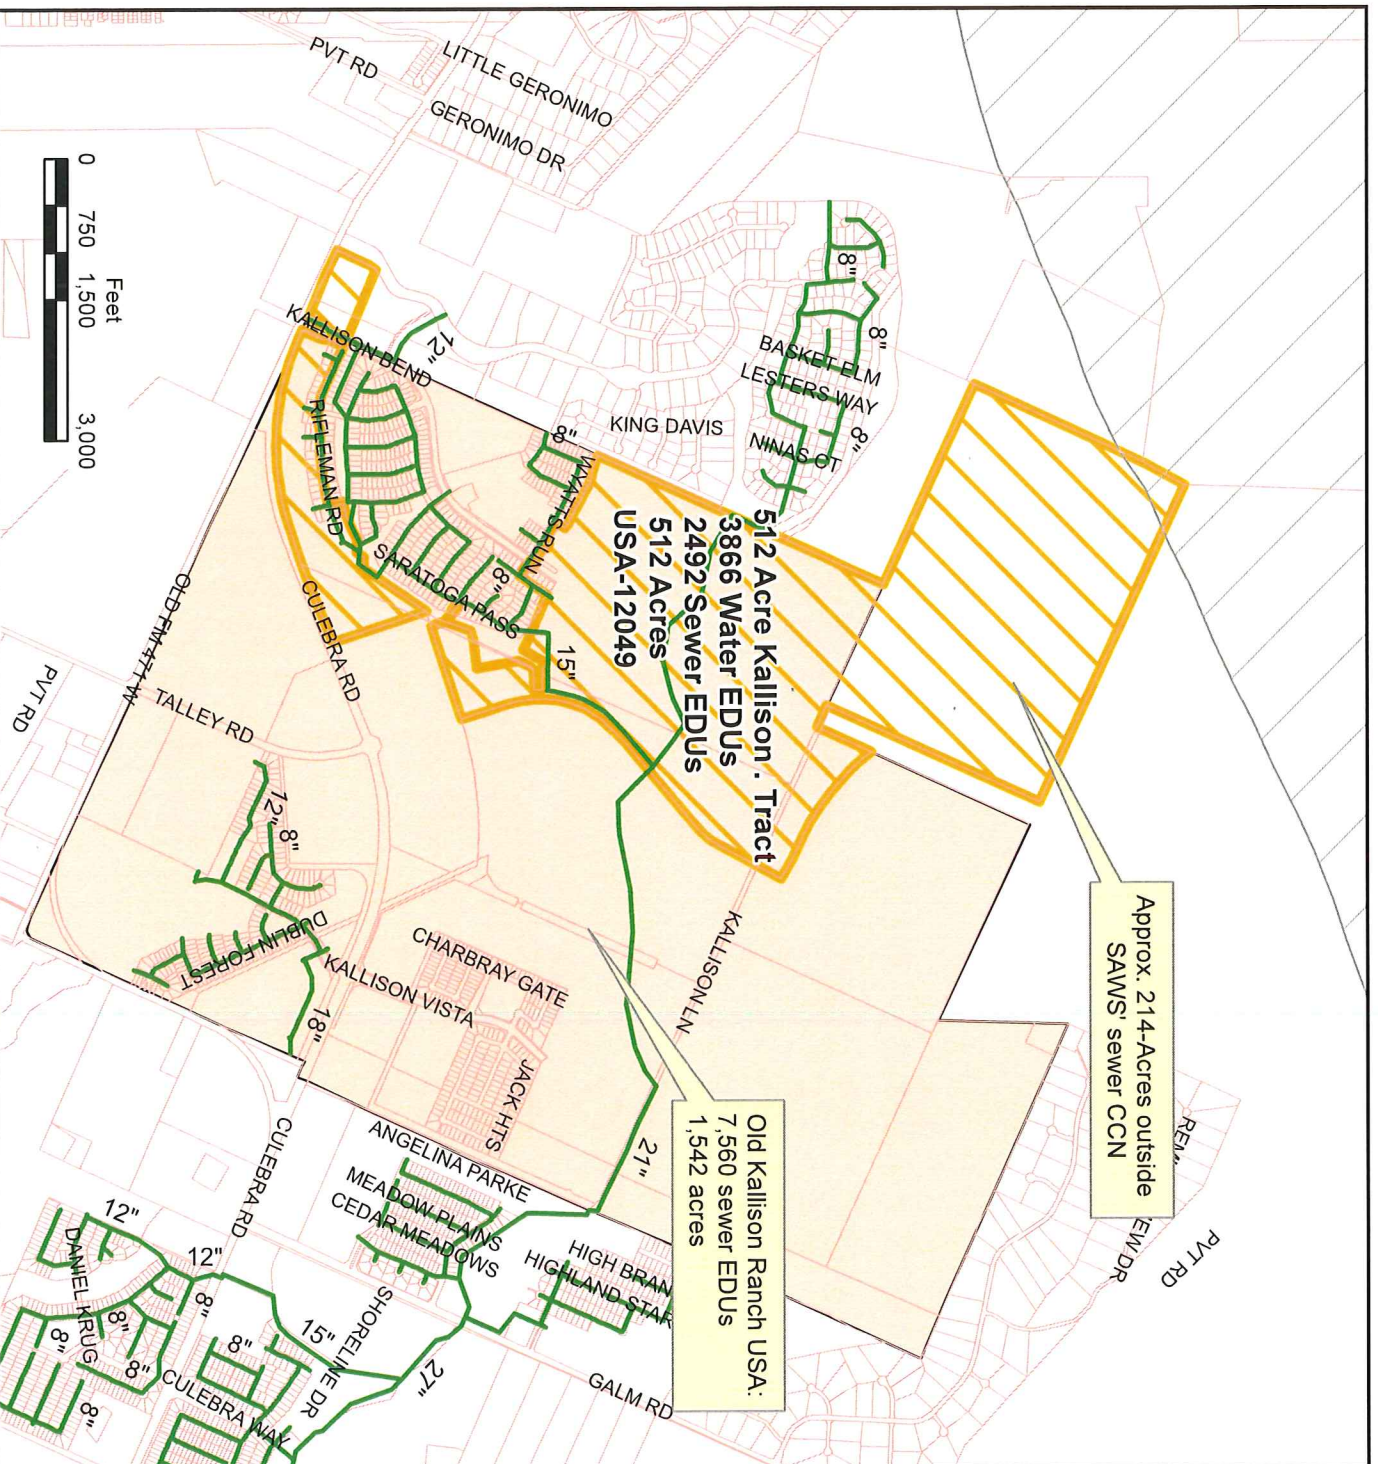 PVT RD
LITTLE GERONIMO
GERONIMO DR
0 750 1,500 3,000
Feet
8"
8"
BASKET ELM
LESTERS WAY
8"
NINAS CT
KING DAVIS
KALLISON BEND
12"
RIFLEMAN RD
8"
WYATTS RUN
SARATOGA PASS
8"
15"
512 Acre Kallison . Tract
3866 Water EDUs
2492 Sewer EDUs
512 Acres
USA-12049
Approx. 214-Acres outside
SAWS' sewer CCN
Old Kallison Ranch USA:
7,560 sewer EDUs
1,542 acres
OLD FM 471 W
CULEBRA RD
TALLEY RD
PVT RD
12"
8"
DUBLIN FOREST
18"
KALLISON VISTA
CHARBRAY GATE
JACK HTS
KALLISON LN
21"
ANGELINA PARKE
MEADOW PLAINS
CEDAR MEADOWS
HIGH BRAN
HIGHLAND STAR
CULEBRA RD
SHORELINE DR
GALM RD
27"
15"
12"
12"
DANIEL KRUG
8"
8"
8"
8"
8"
8"
CULEBRA WAY
PVT RD
EW DR